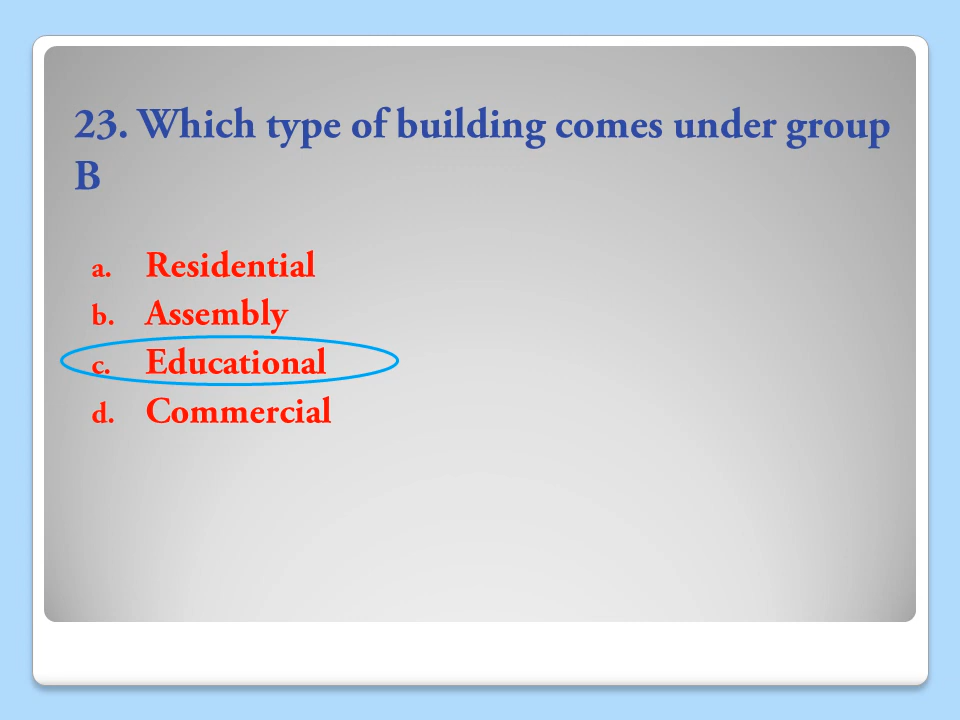 23. Which type of building comes under group
B
a. Residential
b. Assembly
c. Educational
d. Commercial